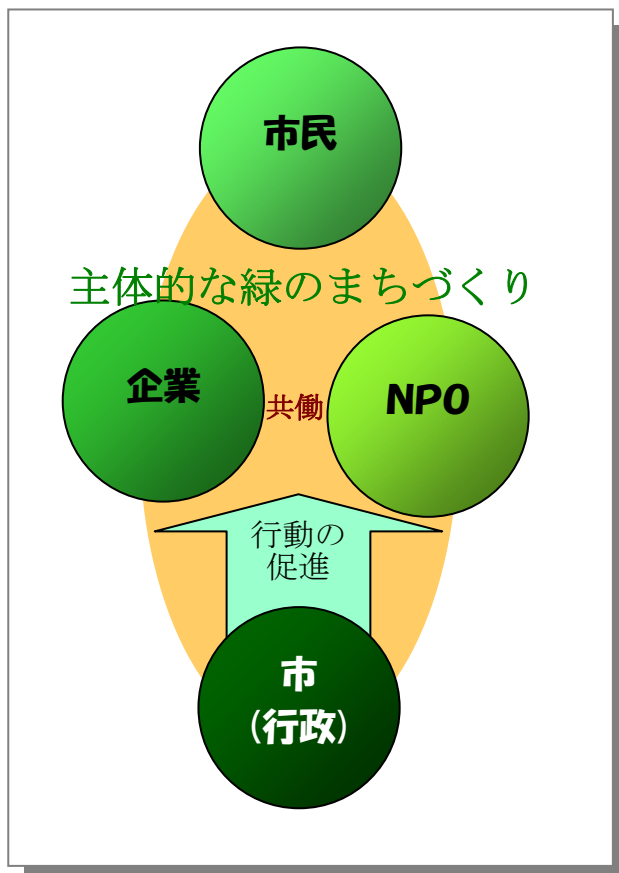 市民
主体的な緑のまちづくり
企業
共働
NPO
行動の
促進
市
(行政)